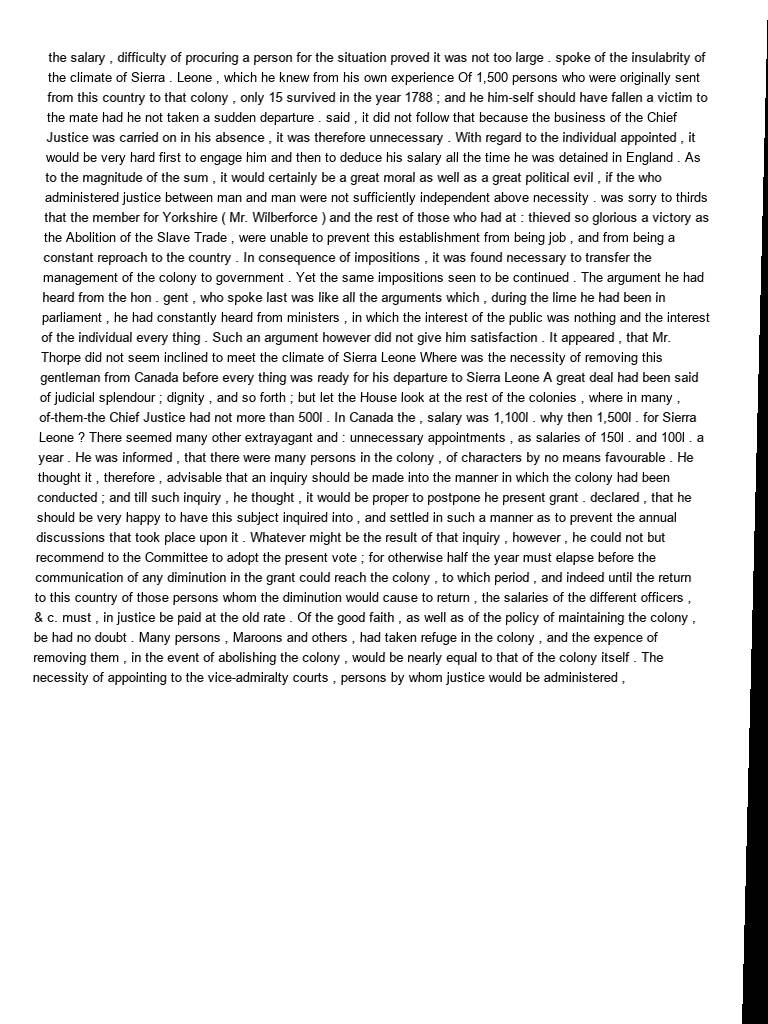 the salary , difficulty of procuring a person for the situation proved it was not too large . spoke of the insulabrity of
the climate of Sierra . Leone , which he knew from his own experience Of 1,500 persons who were originally sent
from this country to that colony , only 15 survived in the year 1788 ; and he him-self should have fallen a victim to
the mate had he not taken a sudden departure . said , it did not follow that because the business of the Chief
Justice was carried on in his absence , it was therefore unnecessary . With regard to the individual appointed , it
would be very hard first to engage him and then to deduce his salary all the time he was detained in England . As
to the magnitude of the sum , it would certainly be a great moral as well as a great political evil , if the who
administered justice between man and man were not sufficiently independent above necessity . was sorry to thirds
that the member for Yorkshire ( Mr. Wilberforce ) and the rest of those who had at : thieved so glorious a victory as
the Abolition of the Slave Trade , were unable to prevent this establishment from being job , and from being a
constant reproach to the country . In consequence of impositions , it was found necessary to transfer the
management of the colony to government . Yet the same impositions seen to be continued . The argument he had
heard from the hon . gent , who spoke last was like all the arguments which , during the lime he had been in
parliament , he had constantly heard from ministers , in which the interest of the public was nothing and the interest
of the individual every thing . Such an argument however did not give him satisfaction . It appeared , that Mr.
Thorpe did not seem inclined to meet the climate of Sierra Leone Where was the necessity of removing this
gentleman from Canada before every thing was ready for his departure to Sierra Leone A great deal had been said
of judicial splendour ; dignity , and so forth ; but let the House look at the rest of the colonies , where in many ,
of-them-the Chief Justice had not more than 500l . In Canada the , salary was 1,100l . why then 1,500l . for Sierra
Leone ? There seemed many other extrayagant and : unnecessary appointments , as salaries of 150l . and 100l . a
year . He was informed , that there were many persons in the colony , of characters by no means favourable . He
thought it , therefore , advisable that an inquiry should be made into the manner in which the colony had been
conducted ; and till such inquiry , he thought , it would be proper to postpone he present grant . declared , that he
should be very happy to have this subject inquired into , and settled in such a manner as to prevent the annual
discussions that took place upon it . Whatever might be the result of that inquiry , however , he could not but
recommend to the Committee to adopt the present vote ; for otherwise half the year must elapse before the
communication of any diminution in the grant could reach the colony , to which period , and indeed until the return
to this country of those persons whom the diminution would cause to return , the salaries of the different officers ,
& c. must , in justice be paid at the old rate . Of the good faith , as well as of the policy of maintaining the colony ,
be had no doubt . Many persons , Maroons and others , had taken refuge in the colony , and the expence of
removing them , in the event of abolishing the colony , would be nearly equal to that of the colony itself . The
necessity of appointing to the vice-admiralty courts , persons by whom justice would be administered ,